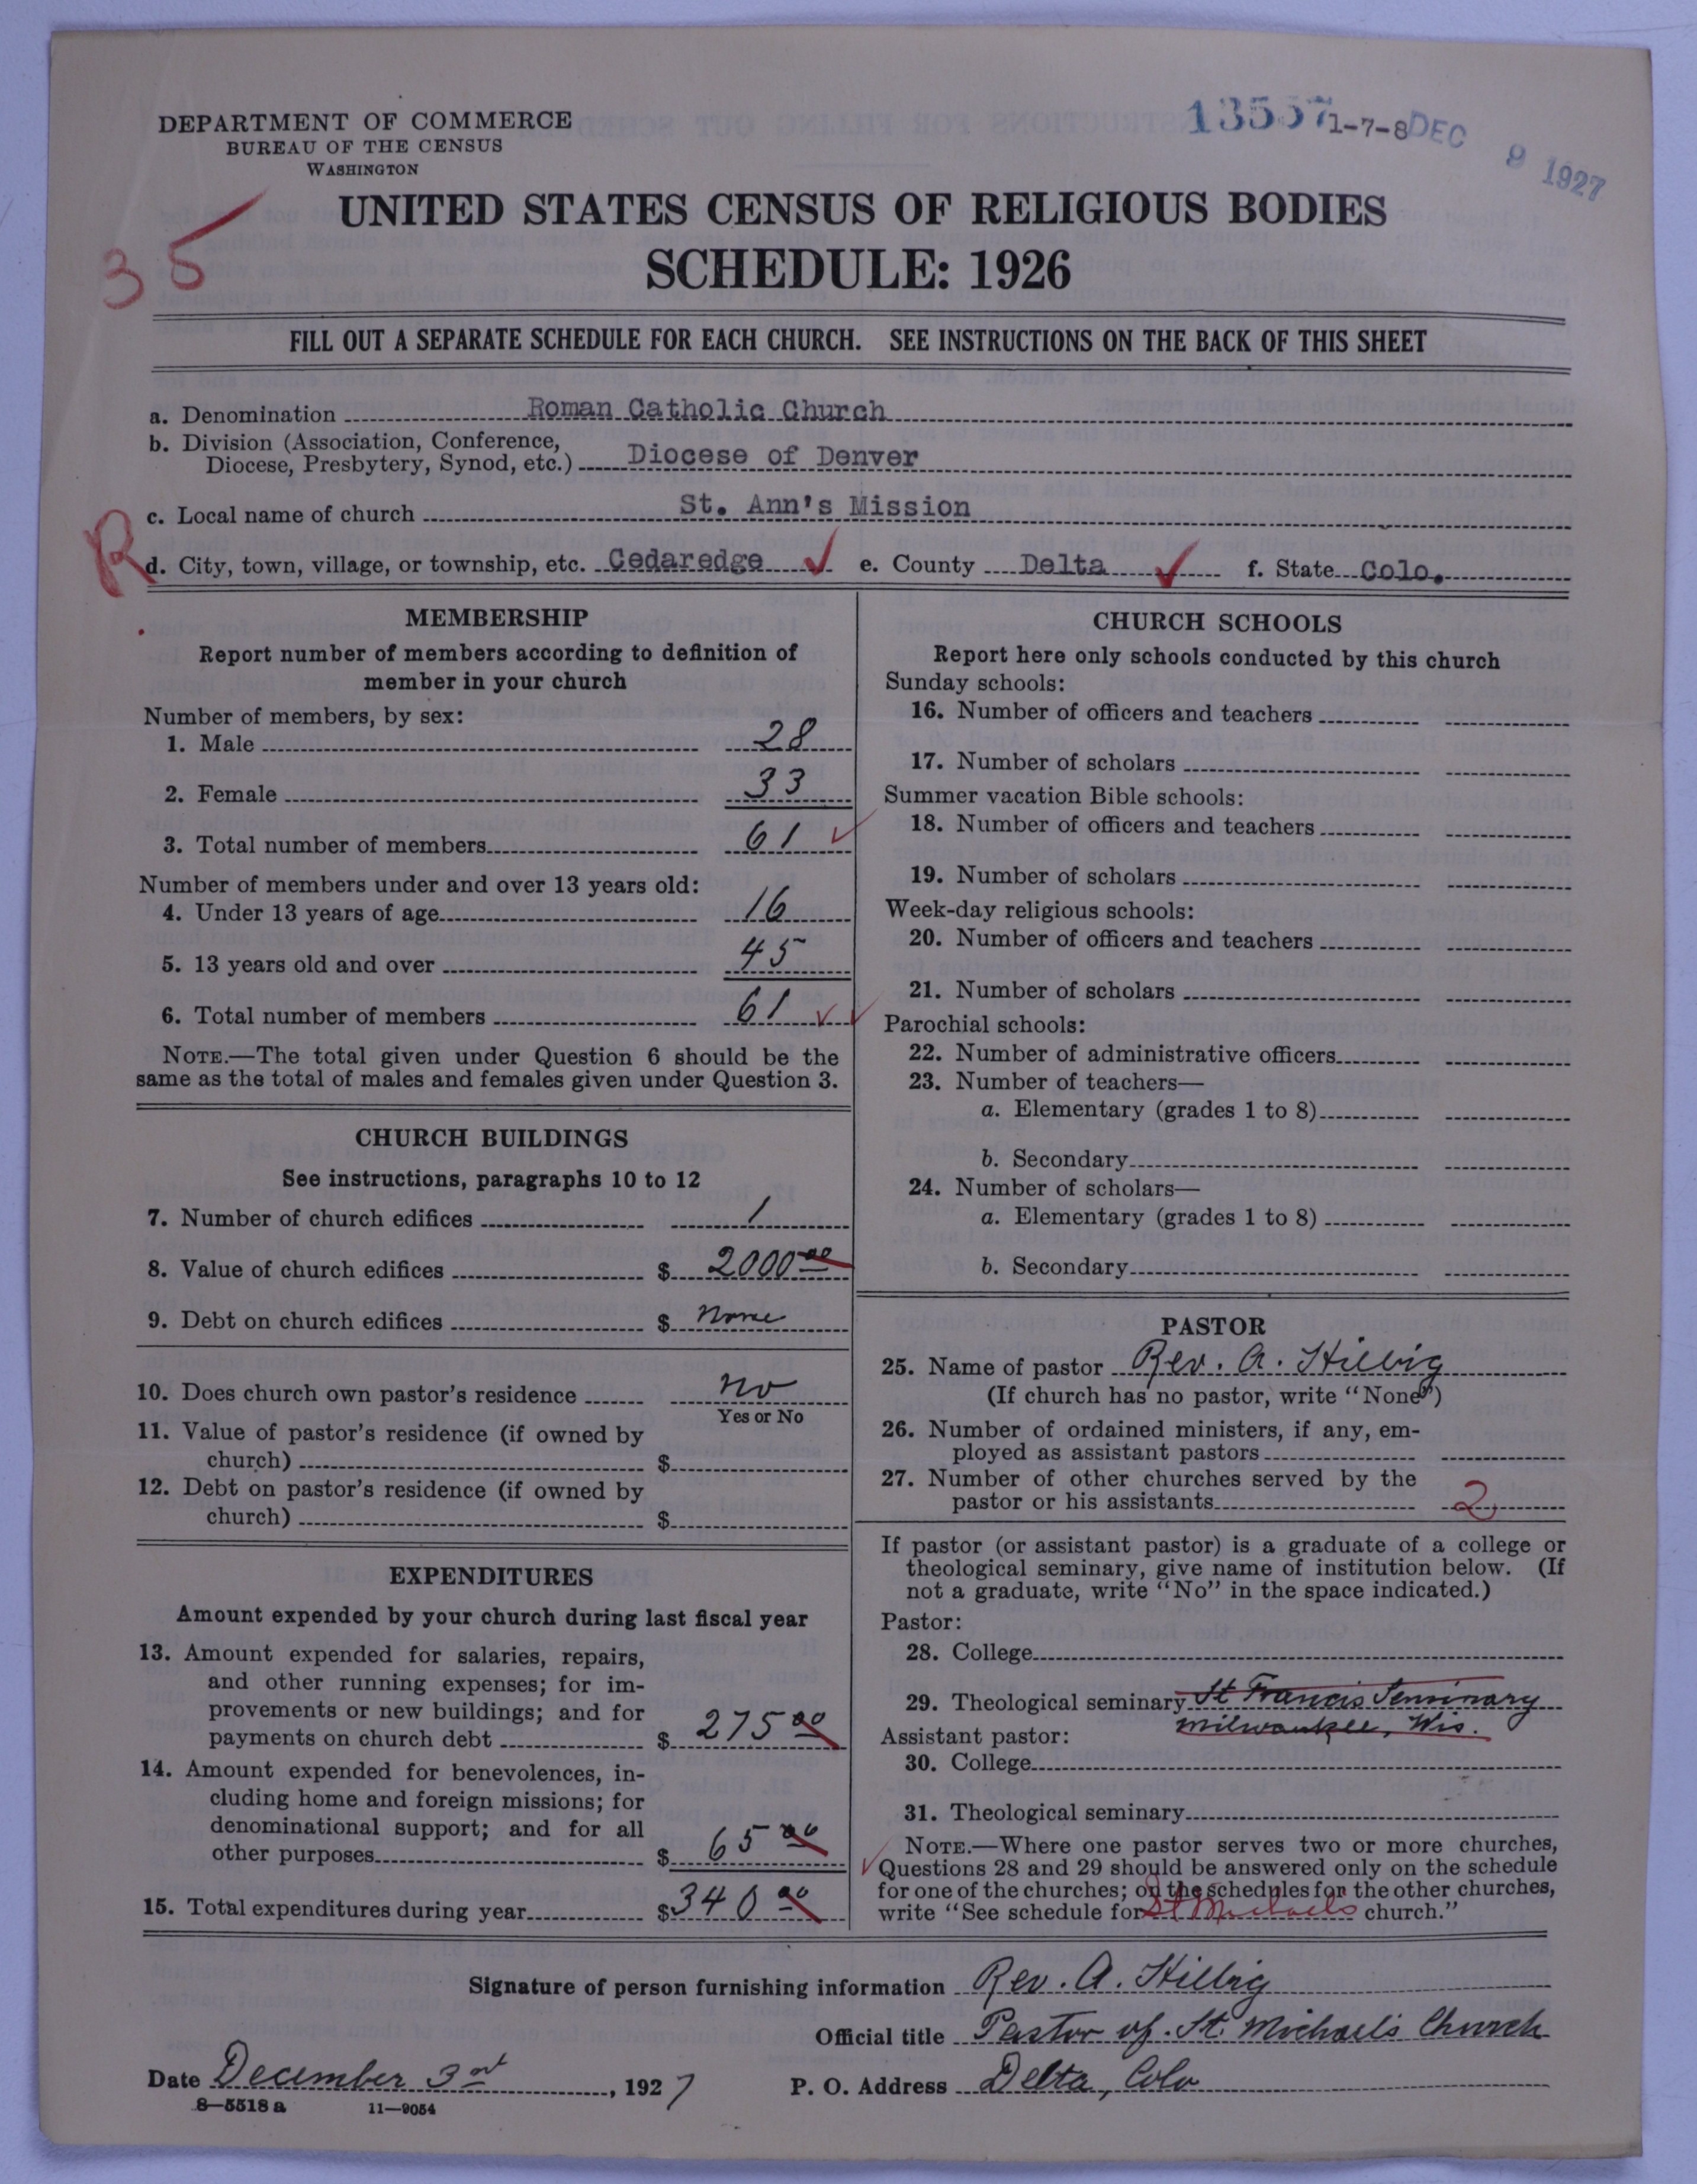 DEPARTMENT OF COMMERCE
BUREAU OF THE CENSUS
WASHINGTON
13557 1-7-8 DEC 9 1927
UNITED STATES CENSUS OF RELIGIOUS BODIES
SCHEDULE: 1926
35
FILL OUT A SEPARATE SCHEDULE FOR EACH CHURCH. SEE INSTRUCTIONS ON THE BACK OF THIS SHEET
a. Denomination Roman Catholic Church
b. Division (Association, Conference,
Diocese, Presbytery, Synod, etc.) Diocese of Denver
c. Local name of church St. Ann's Mission
R
d. City, town, village, or township, etc. Cedaredge e. County Delta f. State Colo.
MEMBERSHIP
Report number of members according to definition of
member in your church
Number of members, by sex:
1. Male 28
2. Female 33
3. Total number of members 61
Number of members under and over 13 years old:
4. Under 13 years of age 16
5. 13 years old and over 45
6. Total number of members 61
NOTE.—The total given under Question 6 should be the
same as the total of males and females given under Question 3.
CHURCH BUILDINGS
See instructions, paragraphs 10 to 12
7. Number of church edifices 1
8. Value of church edifices $ 2000 00
9. Debt on church edifices $ none
10. Does church own pastor's residence no
Yes or No
11. Value of pastor's residence (if owned by
church) $
12. Debt on pastor's residence (if owned by
church) $
EXPENDITURES
Amount expended by your church during last fiscal year
13. Amount expended for salaries, repairs,
and other running expenses; for im-
provements or new buildings; and for
payments on church debt $ 275 00
14. Amount expended for benevolences, in-
cluding home and foreign missions; for
denominational support; and for all
other purposes $ 65 00
15. Total expenditures during year $ 340 00
CHURCH SCHOOLS
Report here only schools conducted by this church
Sunday schools:
16. Number of officers and teachers
17. Number of scholars
Summer vacation Bible schools:
18. Number of officers and teachers
19. Number of scholars
Week-day religious schools:
20. Number of officers and teachers
21. Number of scholars
Parochial schools:
22. Number of administrative officers
23. Number of teachers—
a. Elementary (grades 1 to 8)
b. Secondary
24. Number of scholars—
a. Elementary (grades 1 to 8)
b. Secondary
PASTOR
25. Name of pastor Rev. A. Hilbig
(If church has no pastor, write "None")
26. Number of ordained ministers, if any, em-
ployed as assistant pastors
27. Number of other churches served by the
pastor or his assistants 2
If pastor (or assistant pastor) is a graduate of a college or
theological seminary, give name of institution below. (If
not a graduate, write "No" in the space indicated.)
Pastor:
28. College
29. Theological seminary St Francis Seminary
Milwaukee, Wis.
Assistant pastor:
30. College
31. Theological seminary
NOTE.—Where one pastor serves two or more churches,
Questions 28 and 29 should be answered only on the schedule
for one of the churches; on the schedules for the other churches,
write "See schedule for St Michaels church."
Signature of person furnishing information Rev. A. Hilbig
Official title Pastor of St. Michael's Church
Date December 3rd, 1927 P. O. Address Delta, Colo
8—5518 a 11—9054